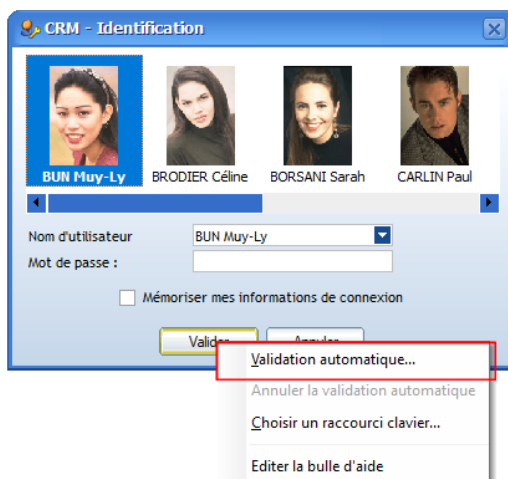 CRM - Identification
BUN Muy-Ly
BRODIER Céline
BORSANI Sarah
CARLIN Paul
Nom d'utilisateur
BUN Muy-Ly
Mot de passe :
Mémoriser mes informations de connexion
Valider
Annuler
Validation automatique...
Annuler la validation automatique
Choisir un raccourci clavier...
Editer la bulle d'aide